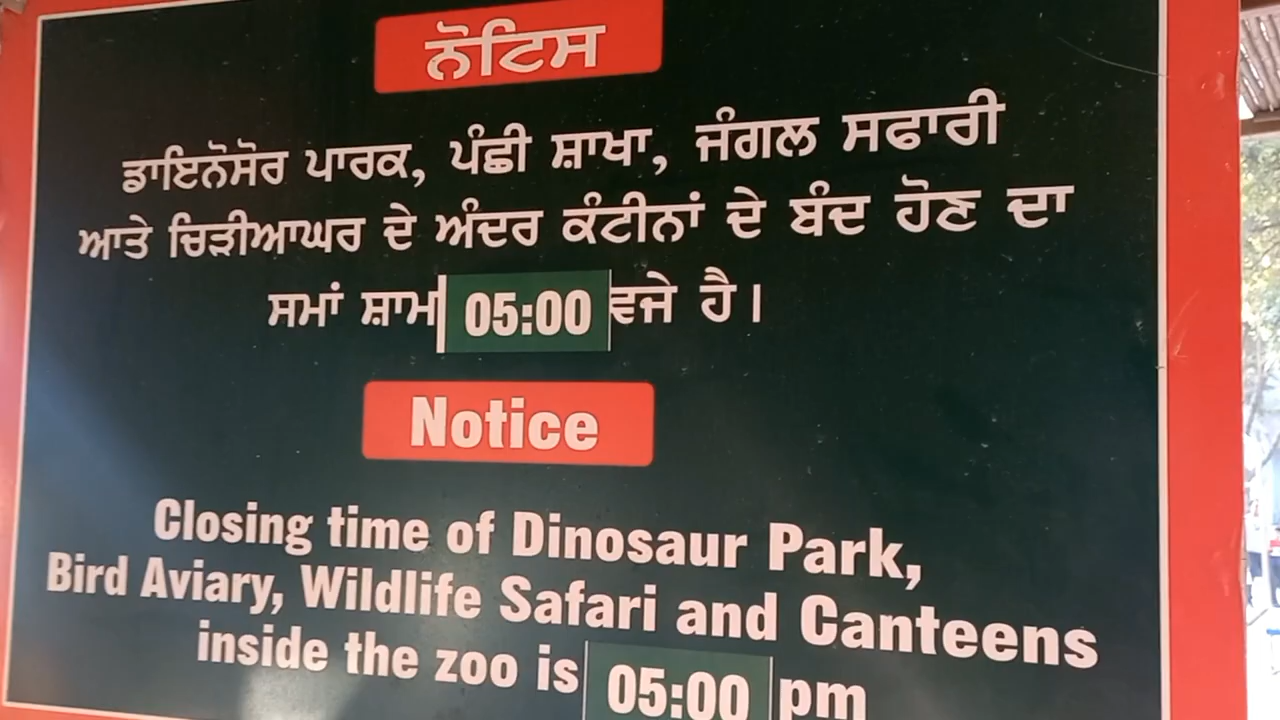 ਨੋਟਿਸ
ਡਾਇਨੋਸੋਰ ਪਾਰਕ, ਪੰਛੀ ਸ਼ਾਖਾ, ਜੰਗਲ ਸਫਾਰੀ
ਆਤੇ ਚਿੜੀਆਘਰ ਦੇ ਅੰਦਰ ਕੰਟੀਨਾਂ ਦੇ ਬੰਦ ਹੋਣ ਦਾ
ਸਮਾਂ ਸ਼ਾਮ 05:00 ਵਜੇ ਹੈ।
Notice
Closing time of Dinosaur Park,
Bird Aviary, Wildlife Safari and Canteens
inside the zoo is 05:00 pm